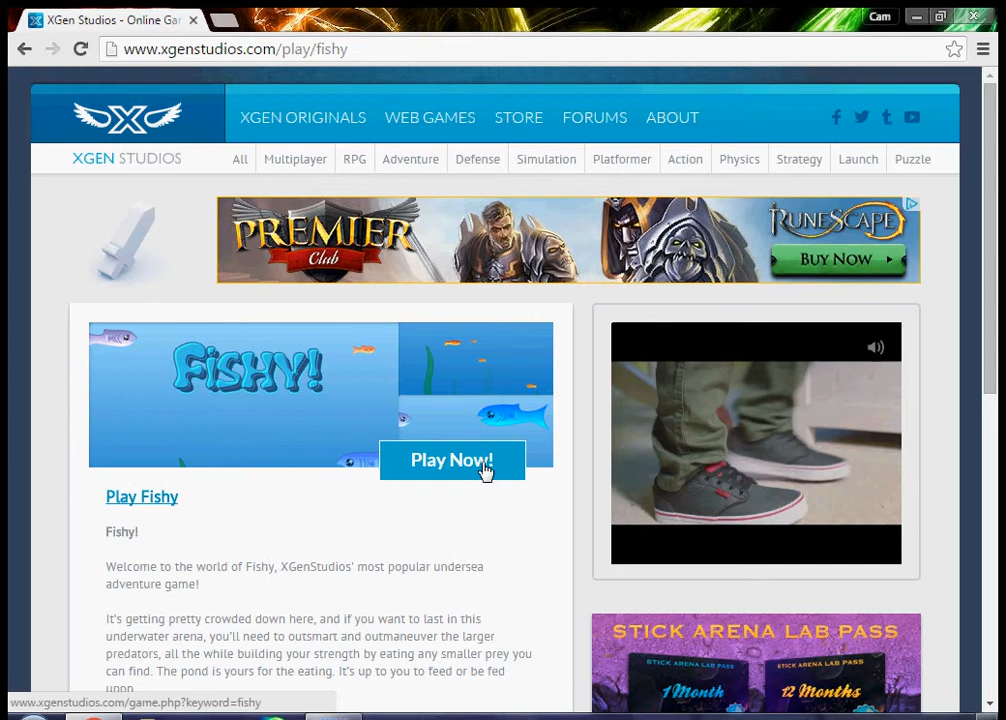 XGen Studios - Online Gar
Cam
www.xgenstudios.com/play/fishy
XGEN STUDIOS
XGEN ORIGINALS WEB GAMES STORE FORUMS ABOUT
All Multiplayer RPG Adventure Defense Simulation Platformer Action Physics Strategy Launch Puzzle
PREMIER
Club
RUNESCAPE
BUY NOW
FISHY!
Play Now!
Play Fishy
Fishy!
Welcome to the world of Fishy, XGenStudios' most popular undersea
adventure game!
It's getting pretty crowded down here, and if you want to last in this
underwater arena, you'll need to outsmart and outmaneuver the larger
predators, all the while building your strength by eating any smaller prey you
can find. The pond is yours for the eating. It's up to you to feed or be fed
upon
STICK ARENA LAB PASS
STICK ARENA LAB PASS
1 Month
STICK ARENA LAB PASS
12 Months
www.xgenstudios.com/game.php?keyword=fishy